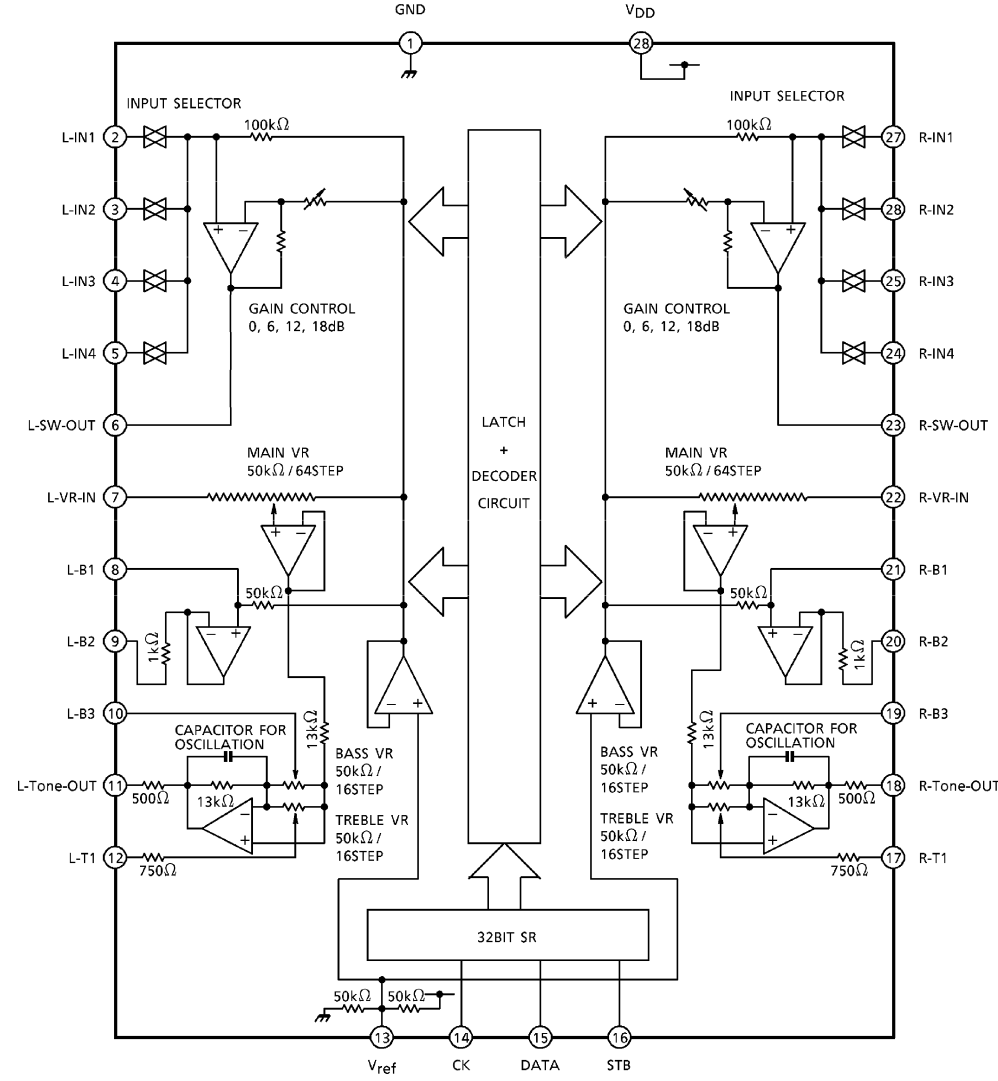 GND
VDD
1
28
INPUT SELECTOR
INPUT SELECTOR
L-IN1
2
100kΩ
100kΩ
27
R-IN1
L-IN2
3
28
R-IN2
+
−
−
+
L-IN3
4
25
R-IN3
GAIN CONTROL
0, 6, 12, 18dB
GAIN CONTROL
0, 6, 12, 18dB
L-IN4
5
24
R-IN4
L-SW-OUT
6
23
R-SW-OUT
LATCH
+
DECODER
CIRCUIT
MAIN VR
50kΩ/64STEP
MAIN VR
50kΩ/64STEP
L-VR-IN
7
22
R-VR-IN
+
−
−
+
L-B1
8
21
R-B1
50kΩ
50kΩ
L-B2
9
1kΩ
−
+
+
−
1kΩ
20
R-B2
−
+
+
−
L-B3
10
19
R-B3
13kΩ
13kΩ
CAPACITOR FOR
OSCILLATION
CAPACITOR FOR
OSCILLATION
BASS VR
50kΩ/
16STEP
BASS VR
50kΩ/
16STEP
L-Tone-OUT
11
500Ω
13kΩ
13kΩ
500Ω
18
R-Tone-OUT
TREBLE VR
50kΩ/
16STEP
TREBLE VR
50kΩ/
16STEP
−
+
−
+
L-T1
12
750Ω
750Ω
17
R-T1
32BIT SR
50kΩ
50kΩ
13
14
15
16
Vref
CK
DATA
STB